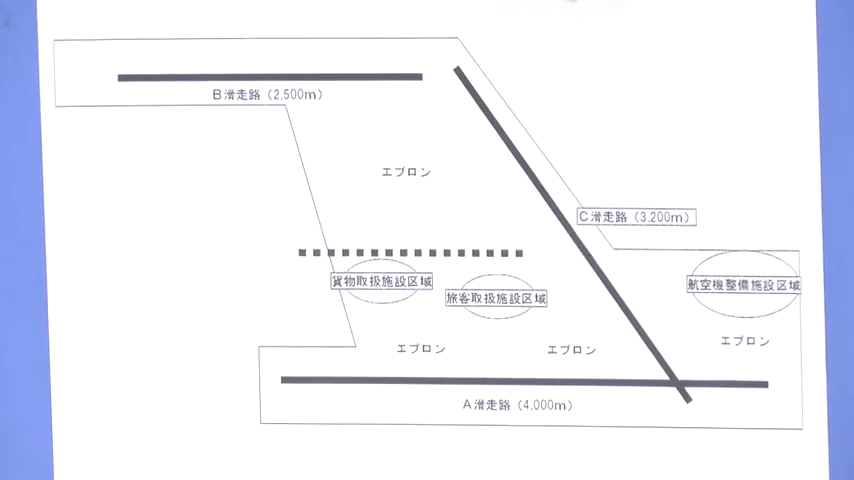 B滑走路（2,500m）
エプロン
C滑走路（3,200m）
貨物取扱施設区域
旅客取扱施設区域
航空機整備施設区域
エプロン
エプロン
エプロン
A滑走路（4,000m）